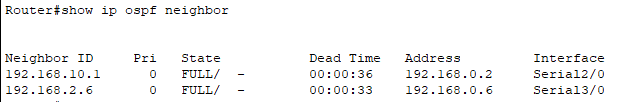 Router#show ip ospf neighbor
Neighbor ID Pri State Dead Time Address Interface
192.168.10.1 0 FULL/ - 00:00:36 192.168.0.2 Serial2/0
192.168.2.6 0 FULL/ - 00:00:33 192.168.0.6 Serial3/0